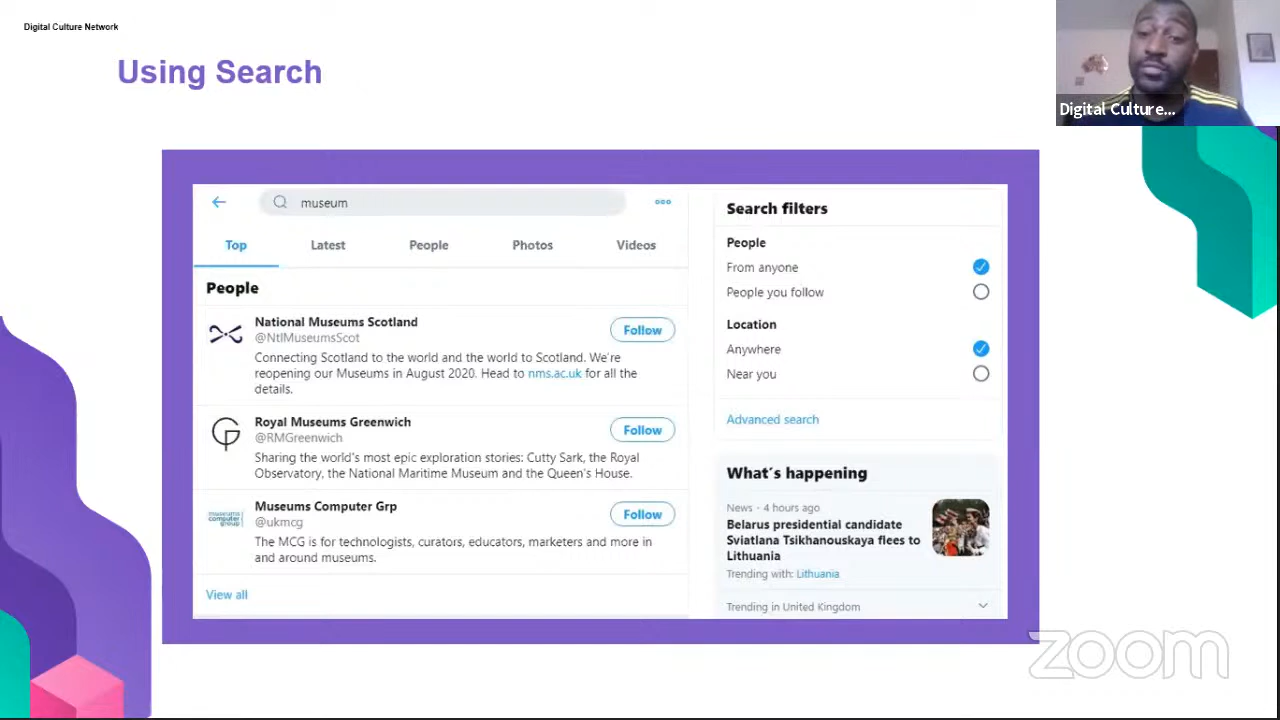 Digital Culture Network
Using Search
Digital Culture...
museum
Top
Latest
People
Photos
Videos
People
National Museums Scotland
@NtlMuseumsScot
Follow
Connecting Scotland to the world and the world to Scotland. We're
reopening our Museums in August 2020. Head to nms.ac.uk for all the
details.
Royal Museums Greenwich
@RMGreenwich
Follow
Sharing the world's most epic exploration stories: Cutty Sark, the Royal
Observatory, the National Maritime Museum and the Queen's House.
museums
computer
group
Museums Computer Grp
@ukmcg
Follow
The MCG is for technologists, curators, educators, marketers and more in
and around museums.
View all
Search filters
People
From anyone
People you follow
Location
Anywhere
Near you
Advanced search
What's happening
News · 4 hours ago
Belarus presidential candidate
Sviatlana Tsikhanouskaya flees to
Lithuania
Trending with: Lithuania
Trending in United Kingdom
zoom